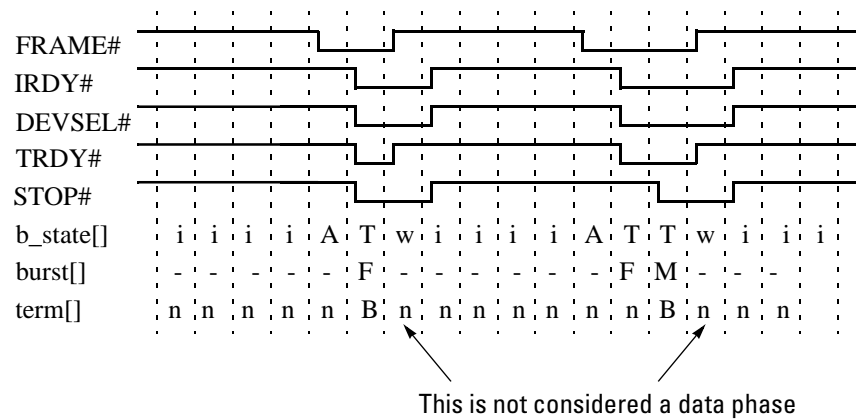 FRAME#
IRDY#
DEVSEL#
TRDY#
STOP#
b_state[] i i i i A T w i i i i A T T w i i i
burst[] - - - - - F - - - - - - F M - - -
term[] n n n n n B n n n n n n n B n n n
This is not considered a data phase